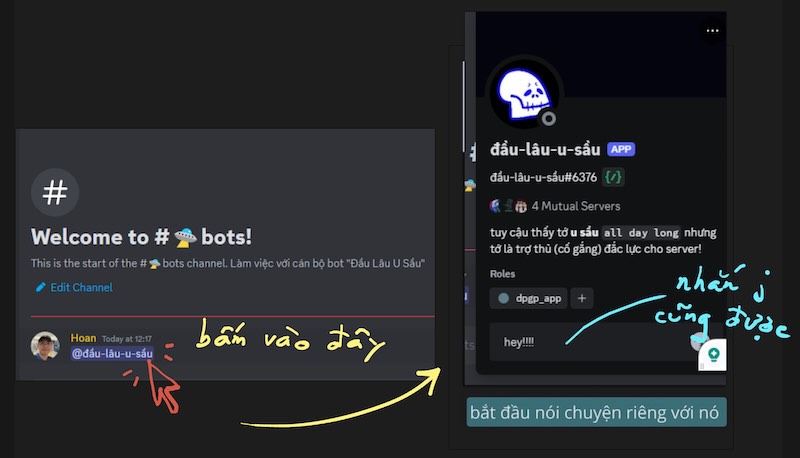 #
Welcome to # 🛸 bots!
This is the start of the # 🛸 bots channel. Làm việc với cán bộ bot "Đầu Lâu U Sầu"
Edit Channel
Hoan Today at 12:17
@đầu-lâu-u-sầu
bấm vào đây
đầu-lâu-u-sầu APP
đầu-lâu-u-sầu#6376 {/}
4 Mutual Servers
tuy cậu thấy tớ u sầu all day long nhưng
tớ là trợ thủ (cố gắng) đắc lực cho server!
Roles
dpgp_app +
hey!!!!
nhắn j
cũng được
bắt đầu nói chuyện riêng với nó